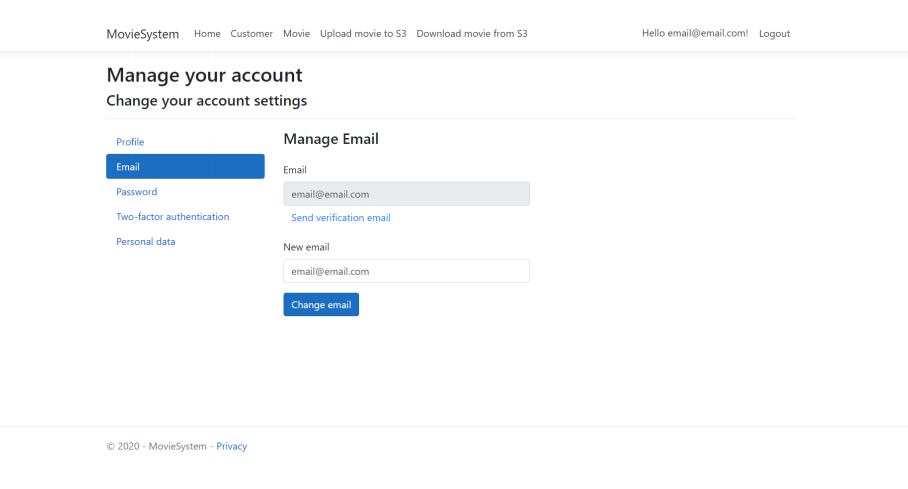 MovieSystem Home Customer Movie Upload movie to S3 Download movie from S3 Hello email@email.com! Logout
Manage your account
Change your account settings
Profile
Email
Password
Two-factor authentication
Personal data
Manage Email
Email
email@email.com
Send verification email
New email
email@email.com
Change email
© 2020 - MovieSystem - Privacy